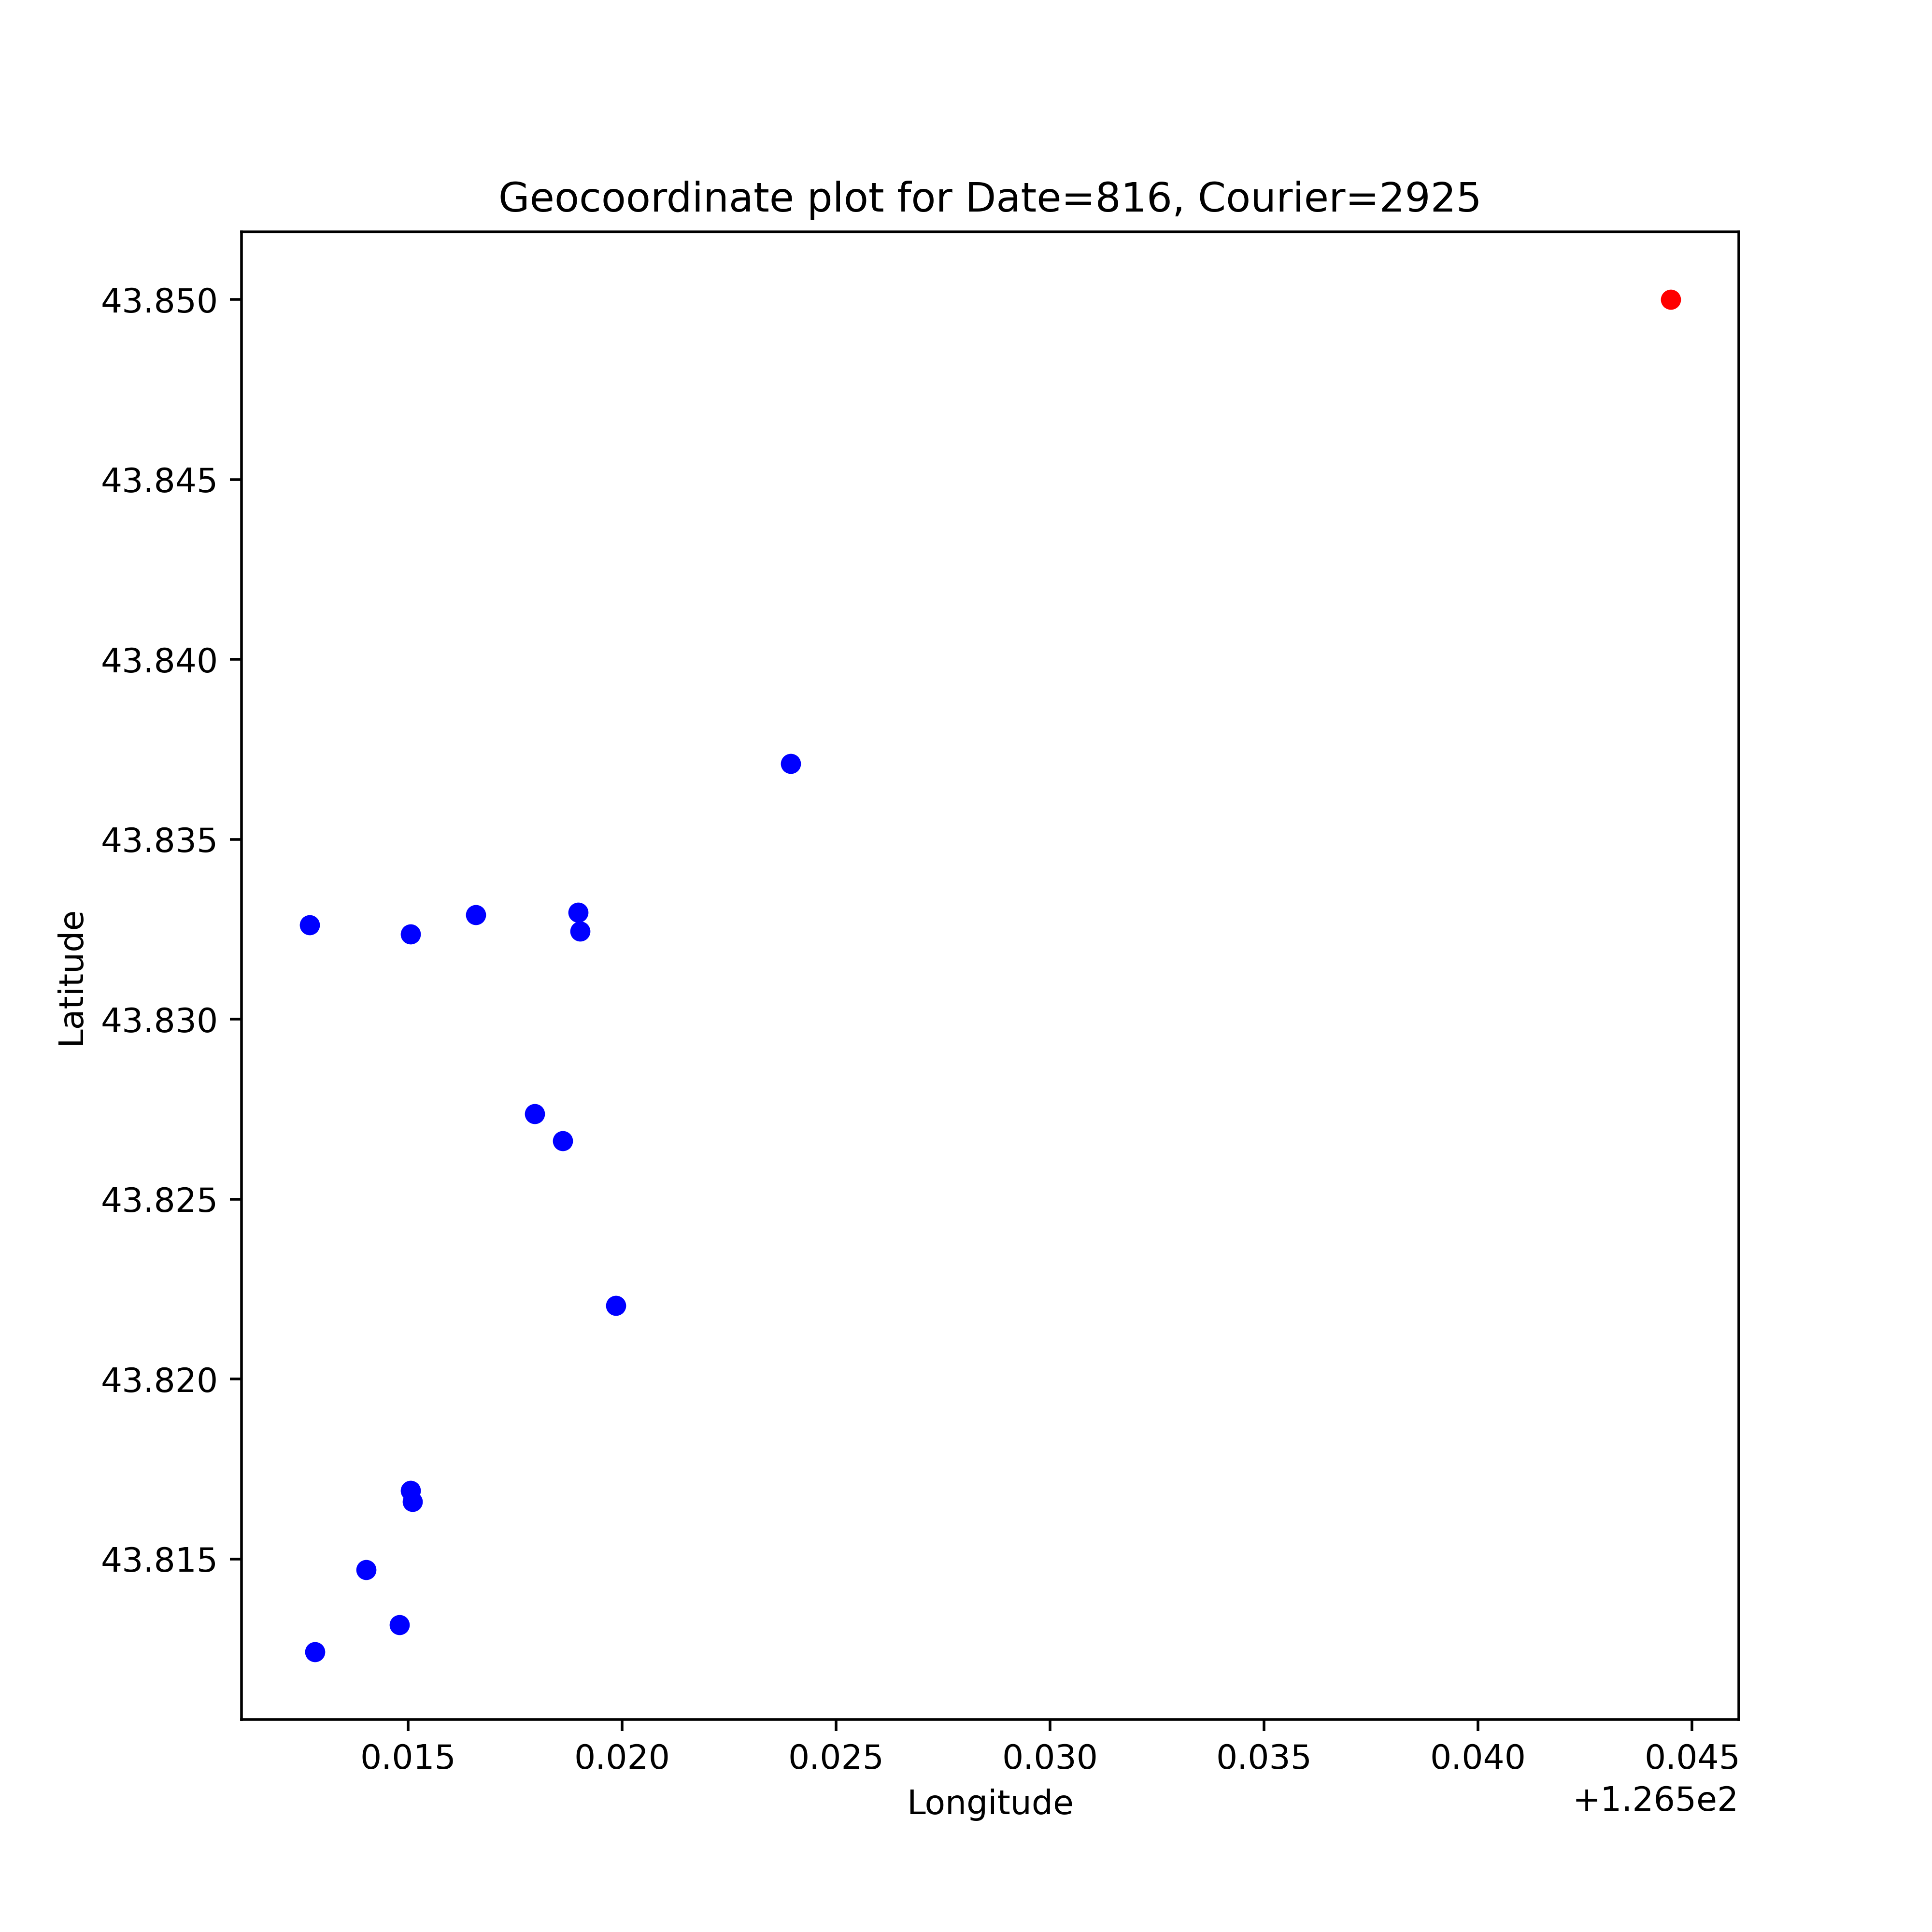 Geocoordinate plot for Date=816, Courier=2925
43.850
43.845
43.840
43.835
43.830
43.825
43.820
43.815
Latitude
0.015 0.020 0.025 0.030 0.035 0.040 0.045
Longitude
+1.265e2